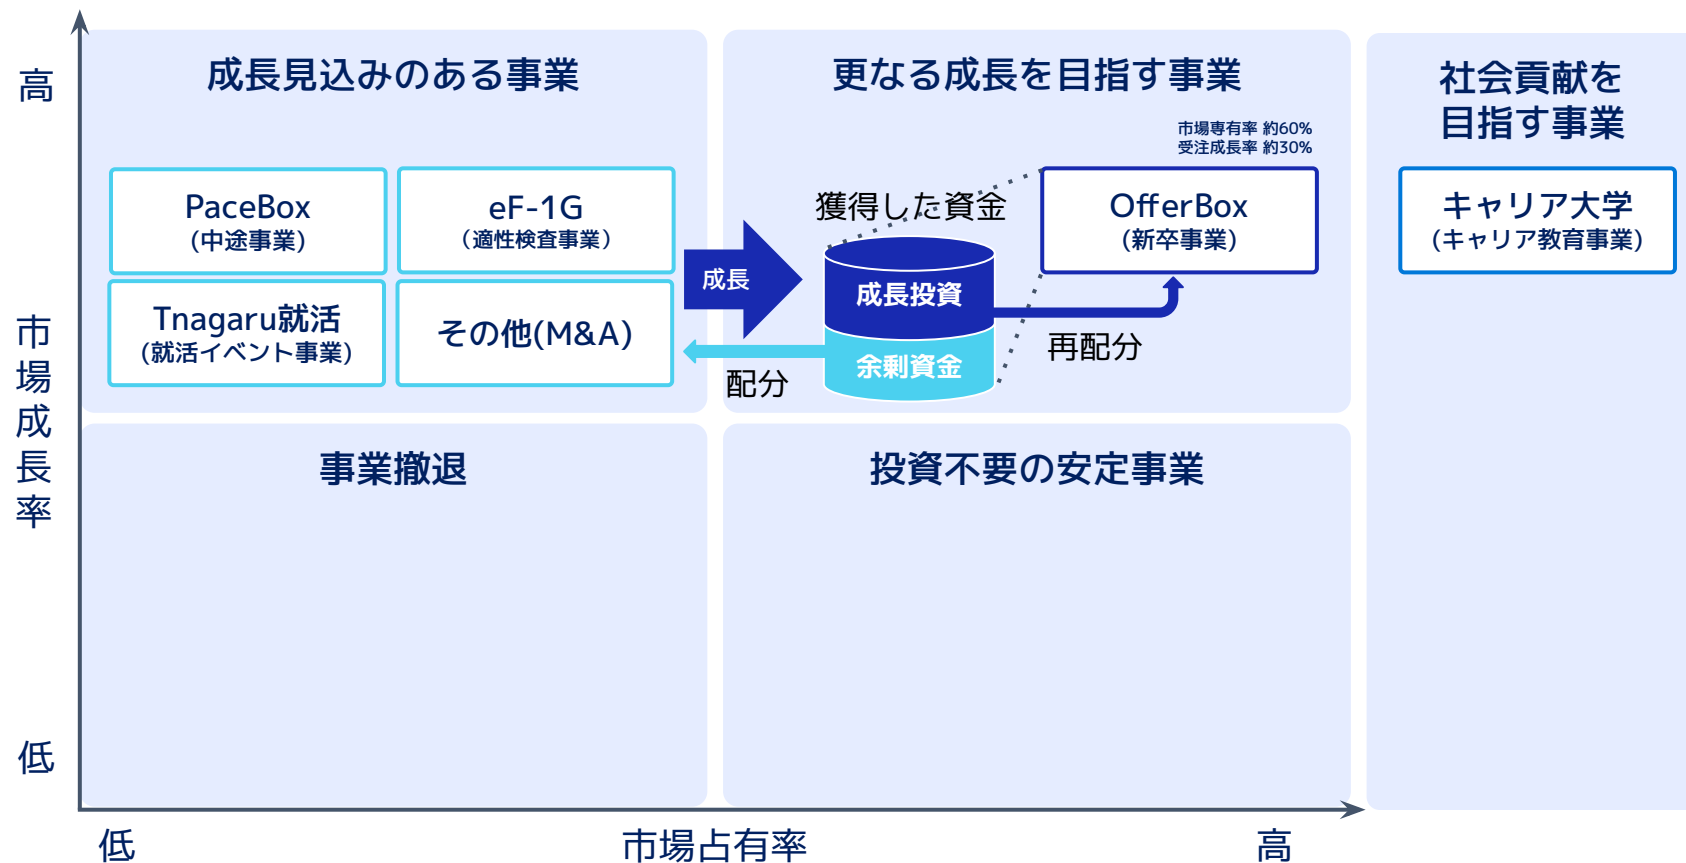 高
市場成長率
低
成長見込みのある事業
PaceBox
(中途事業)
eF-1G
(適性検査事業)
Tnagaru就活
(就活イベント事業)
その他(M&A)
成長
配分
更なる成長を目指す事業
市場専有率 約60%
受注成長率 約30%
獲得した資金
成長投資
余剰資金
OfferBox
(新卒事業)
再配分
社会貢献を
目指す事業
キャリア大学
(キャリア教育事業)
事業撤退
投資不要の安定事業
低
市場占有率
高